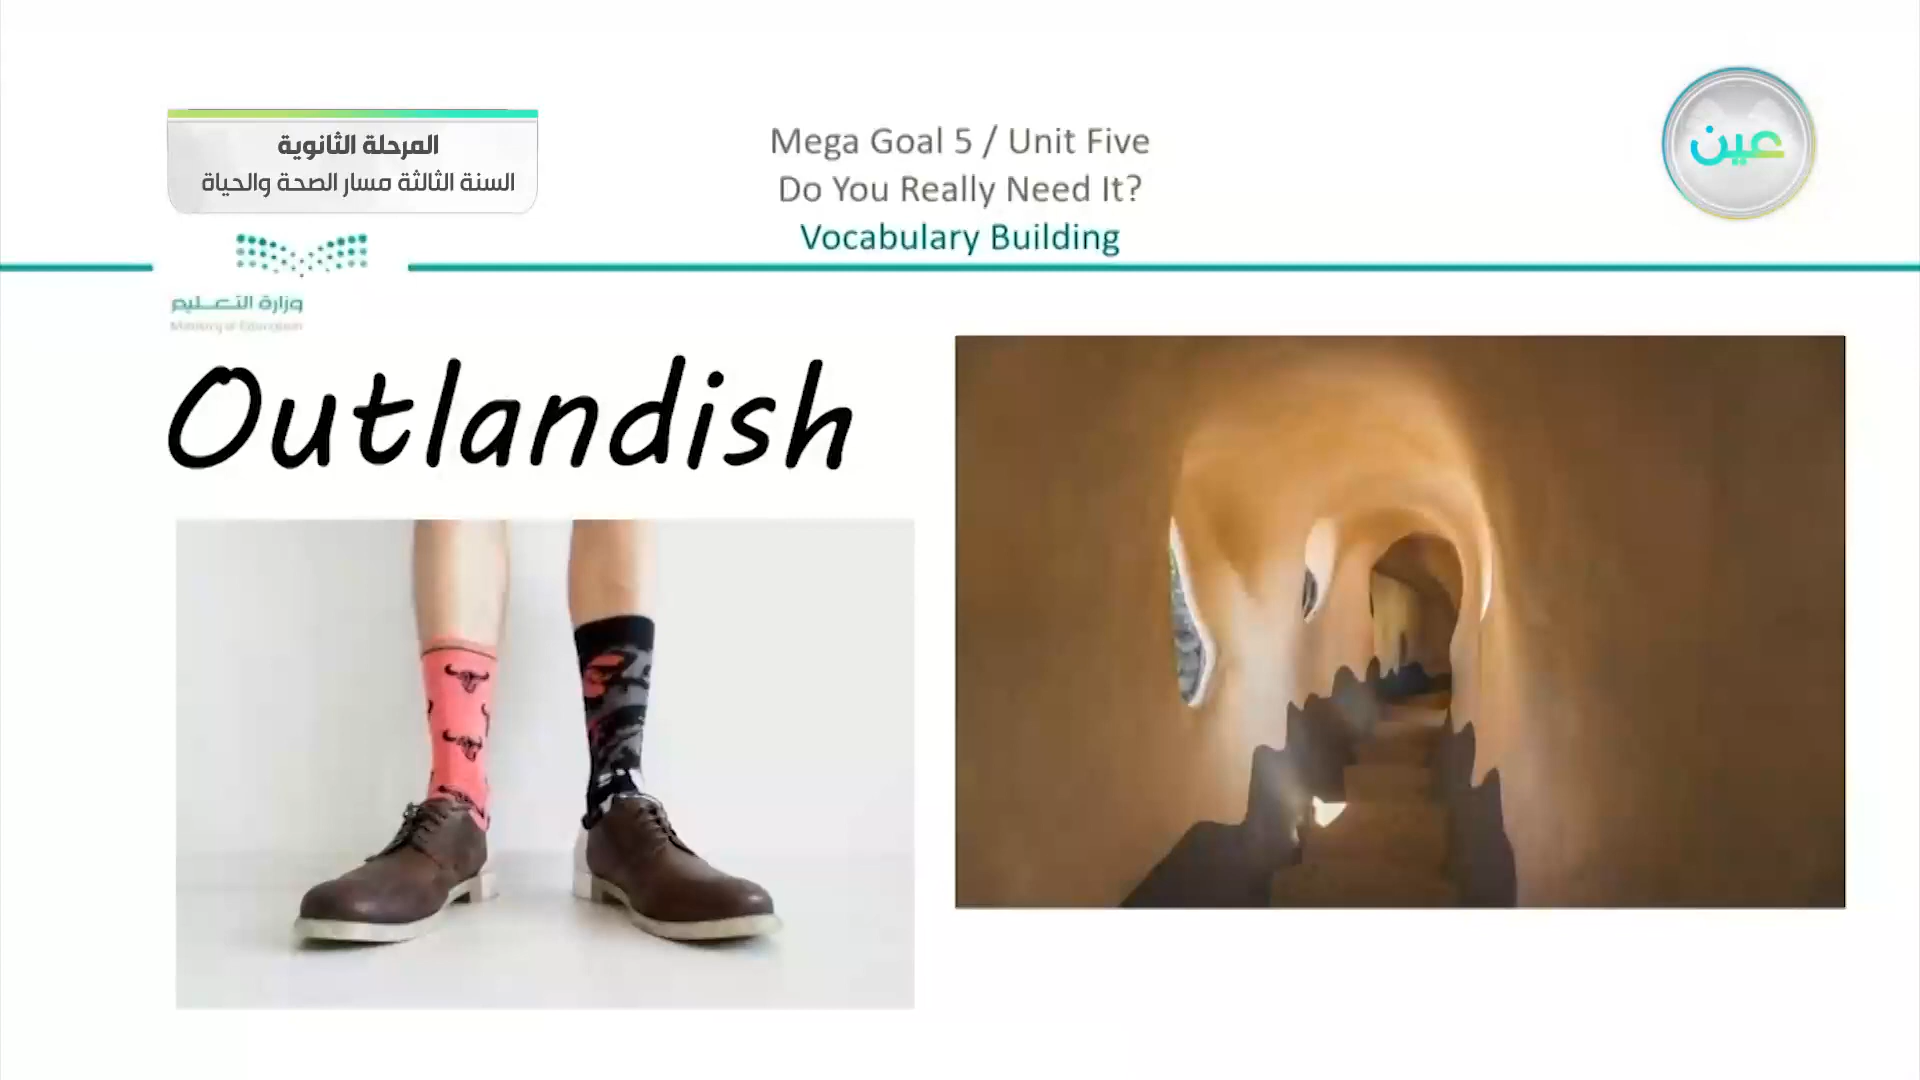 المرحلة الثانوية
السنة الثالثة مسار الصحة والحياة
Mega Goal 5 / Unit Five
Do You Really Need It?
Vocabulary Building
عين
وزارة التعليم
Ministry of Education
Outlandish